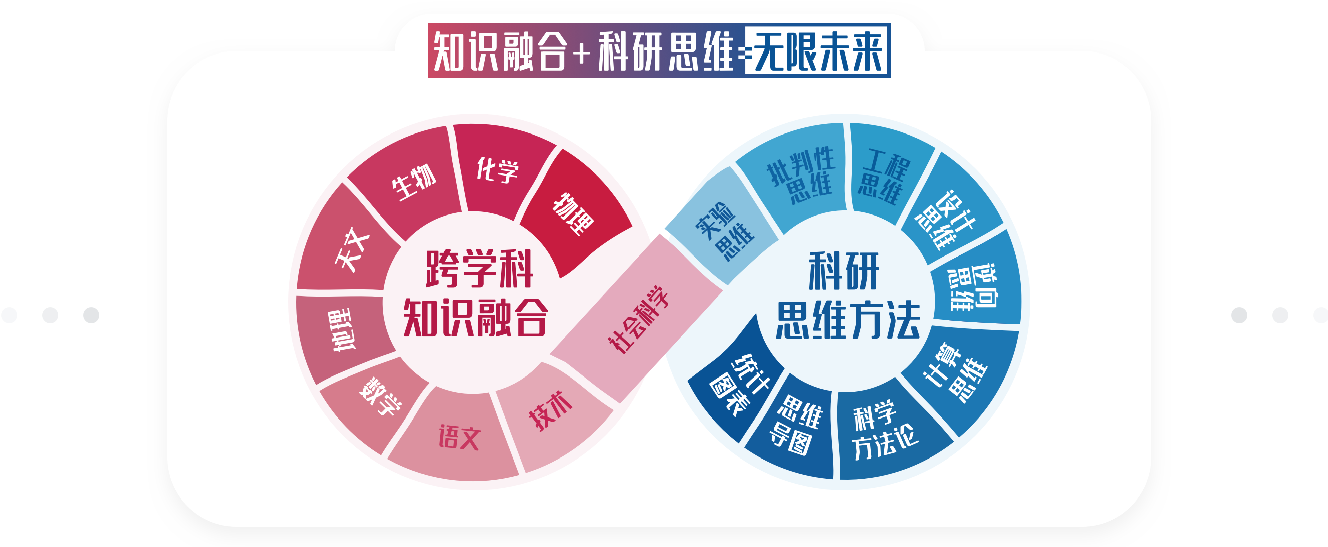 知识融合+科研思维=无限未来
跨学科
知识融合
物理
化学
生物
天文
地理
数学
语文
技术
社会科学
科研
思维方法
实验
思维
批判性
思维
工程
思维
设计
思维
逆向
思维
计算
思维
科学
方法论
思维
导图
统计
图表